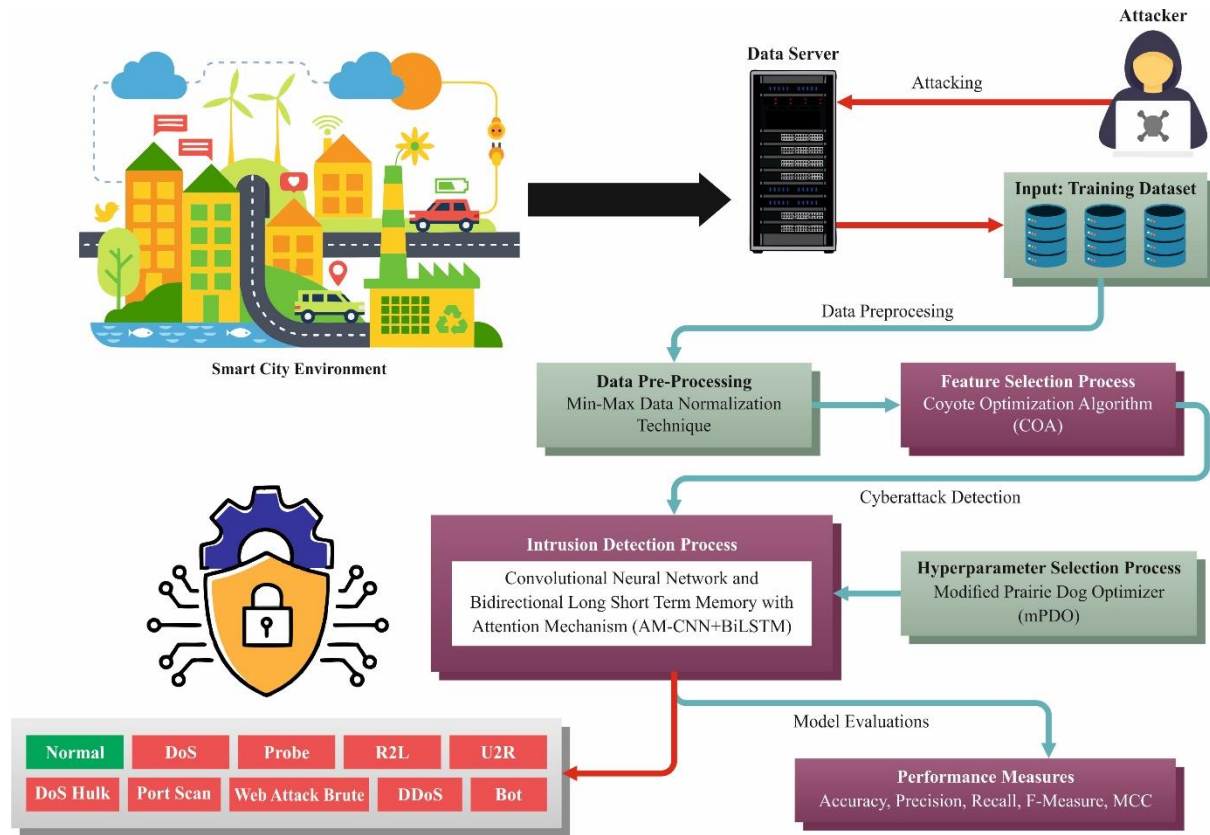 Attacker
Data Server
Attacking
Input: Training Dataset
Smart City Environment
Data Preprocesing
Data Pre-Processing
Min-Max Data Normalization
Technique
Feature Selection Process
Coyote Optimization Algorithm
(COA)
Cyberattack Detection
Intrusion Detection Process
Convolutional Neural Network and
Bidirectional Long Short Term Memory with
Attention Mechanism (AM-CNN+BiLSTM)
Hyperparameter Selection Process
Modified Prairie Dog Optimizer
(mPDO)
Model Evaluations
Normal
DoS
Probe
R2L
U2R
DoS Hulk
Port Scan
Web Attack Brute
DDoS
Bot
Performance Measures
Accuracy, Precision, Recall, F-Measure, MCC